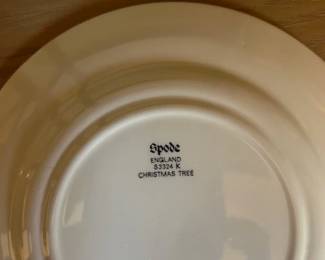 Spode
ENGLAND
S3324 K
CHRISTMAS TREE